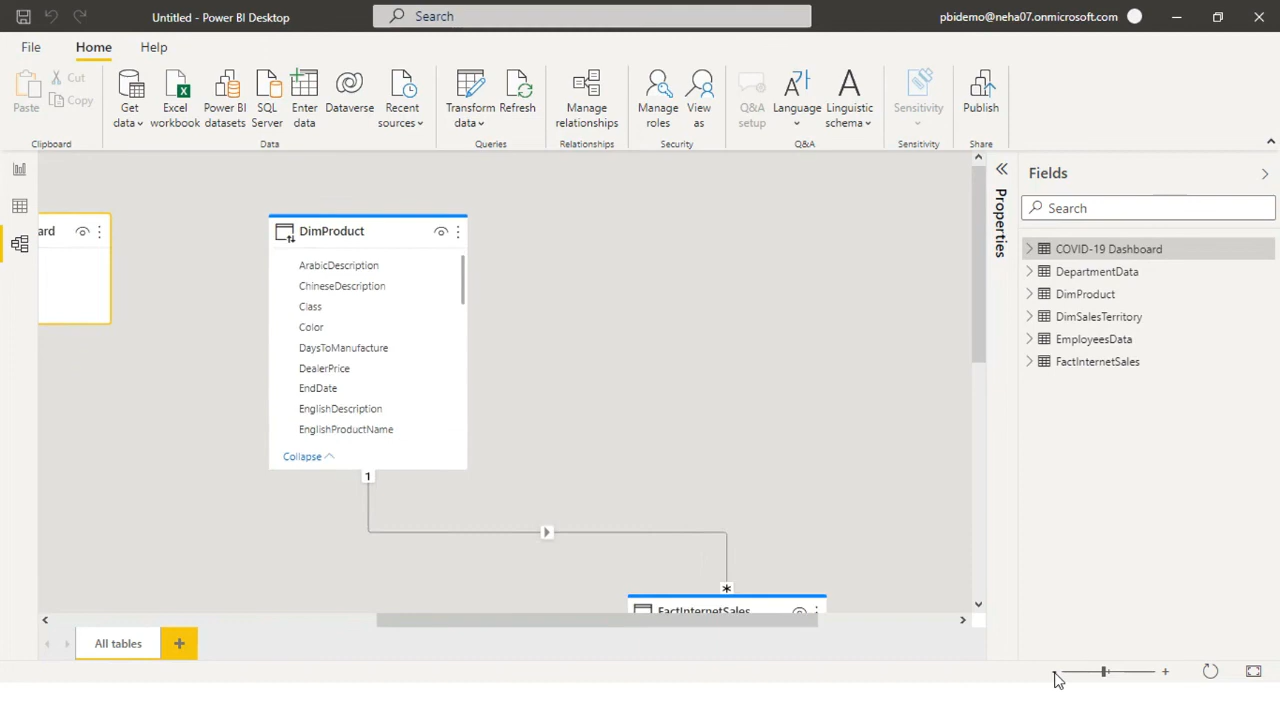 Untitled - Power BI Desktop
Search
pbidemo@neha07.onmicrosoft.com
File
Home
Help
Paste
Cut
Copy
Clipboard
Get data
Excel workbook
Power BI datasets
SQL Server
Enter data
Dataverse
Recent sources
Data
Transform data
Refresh
Queries
Manage relationships
Relationships
Manage roles
View as
Security
Q&A setup
Language
Linguistic schema
Q&A
Sensitivity
Sensitivity
Publish
Share
ard
DimProduct
ArabicDescription
ChineseDescription
Class
Color
DaysToManufacture
DealerPrice
EndDate
EnglishDescription
EnglishProductName
Collapse
1
*
FactInternetSales
Properties
Fields
Search
COVID-19 Dashboard
DepartmentData
DimProduct
DimSalesTerritory
EmployeesData
FactInternetSales
All tables